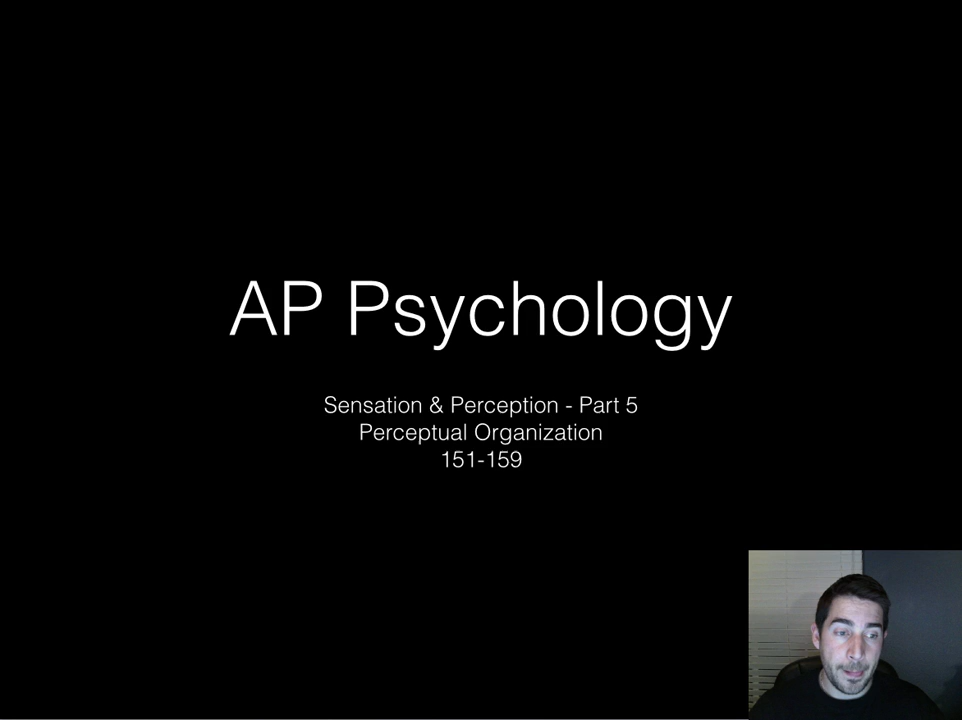 AP Psychology
Sensation & Perception - Part 5
Perceptual Organization
151-159